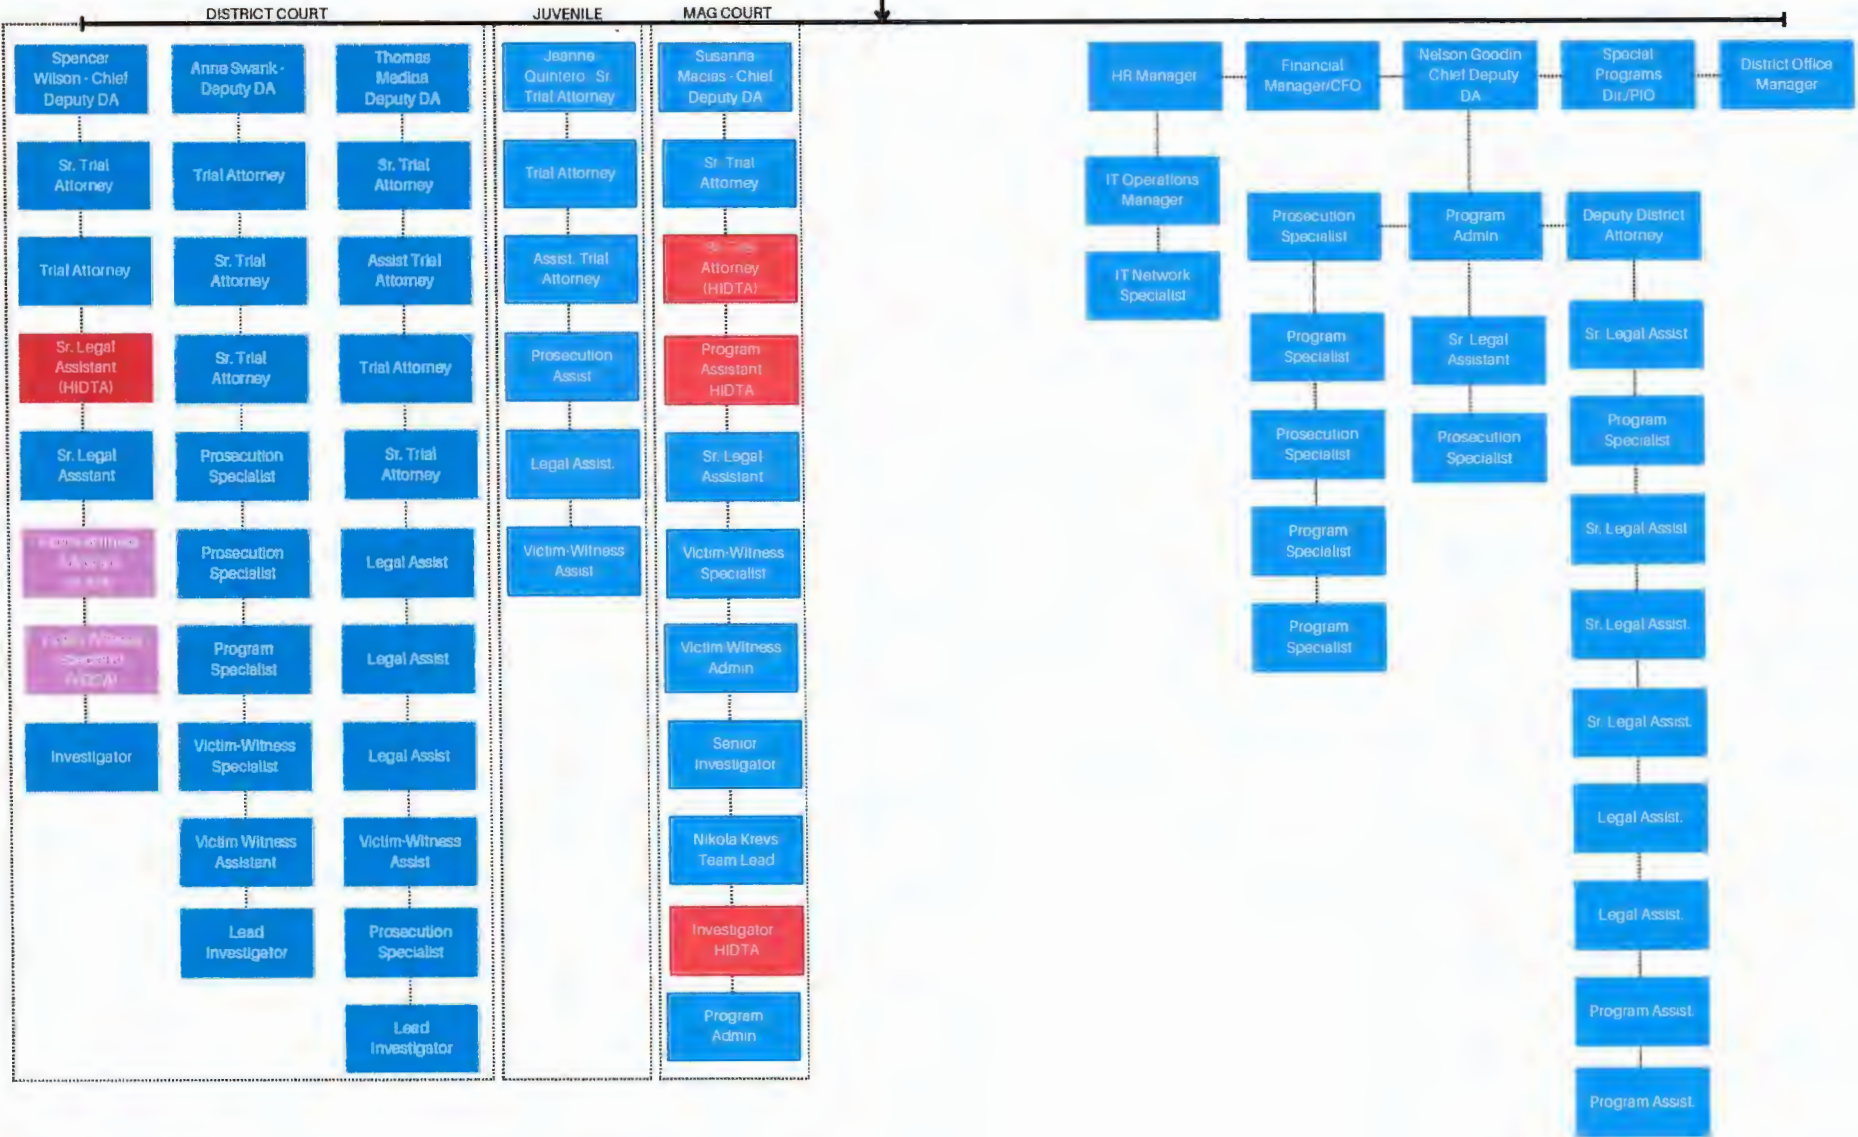 DISTRICT COURT
JUVENILE
MAG COURT
Spencer
Wilson - Chief
Deputy DA
Sr. Trial
Attorney
Trial Attorney
Sr. Legal
Assistant
(HIDTA)
Sr. Legal
Assstant
Specialist
(VOCA)
Investigator
Anne Swank -
Deputy DA
Trial Attorney
Sr. Trial
Attorney
Sr. Trial
Attorney
Prosecution
Specialist
Prosecution
Specialist
Program
Specialist
Victim-Witness
Specialist
Victim Witness
Assistant
Lead
Investigator
Thomas
Medina
Deputy DA
Sr. Trial
Attorney
Assist Trial
Attorney
Trial Attorney
Sr. Trial
Attorney
Legal Assist
Legal Assist
Legal Assist
Victim-Witness
Assist
Prosecution
Specialist
Lead
Investigator
Jeanne
Quintero Sr
Trial Attorney
Trial Attorney
Assist. Trial
Attorney
Prosecution
Assist
Legal Assist.
Victim-Witness
Assist
Susanna
Macias - Chief
Deputy DA
Sr Trial
Attorney
Attorney
(HIDTA)
Program
Assistant
HIDTA
Sr. Legal
Assistant
Victim-Witness
Specialist
Victim Witness
Admin
Senior
Investigator
Nikola Krevs
Team Lead
Investigator
HIDTA
Program
Admin
HR Manager
IT Operations
Manager
IT Network
Specialist
Financial
Manager/CFO
Nelson Goodin
Chief Deputy
DA
Special
Programs
Dir./PIO
District Office
Manager
Prosecution
Specialist
Program
Specialist
Prosecution
Specialist
Program
Specialist
Program
Specialist
Program
Admin
Sr Legal
Assistant
Prosecution
Specialist
Deputy District
Attorney
Sr. Legal Assist
Program
Specialist
Sr. Legal Assist
Sr. Legal Assist.
Sr. Legal Assist.
Legal Assist.
Legal Assist.
Program Assist.
Program Assist.